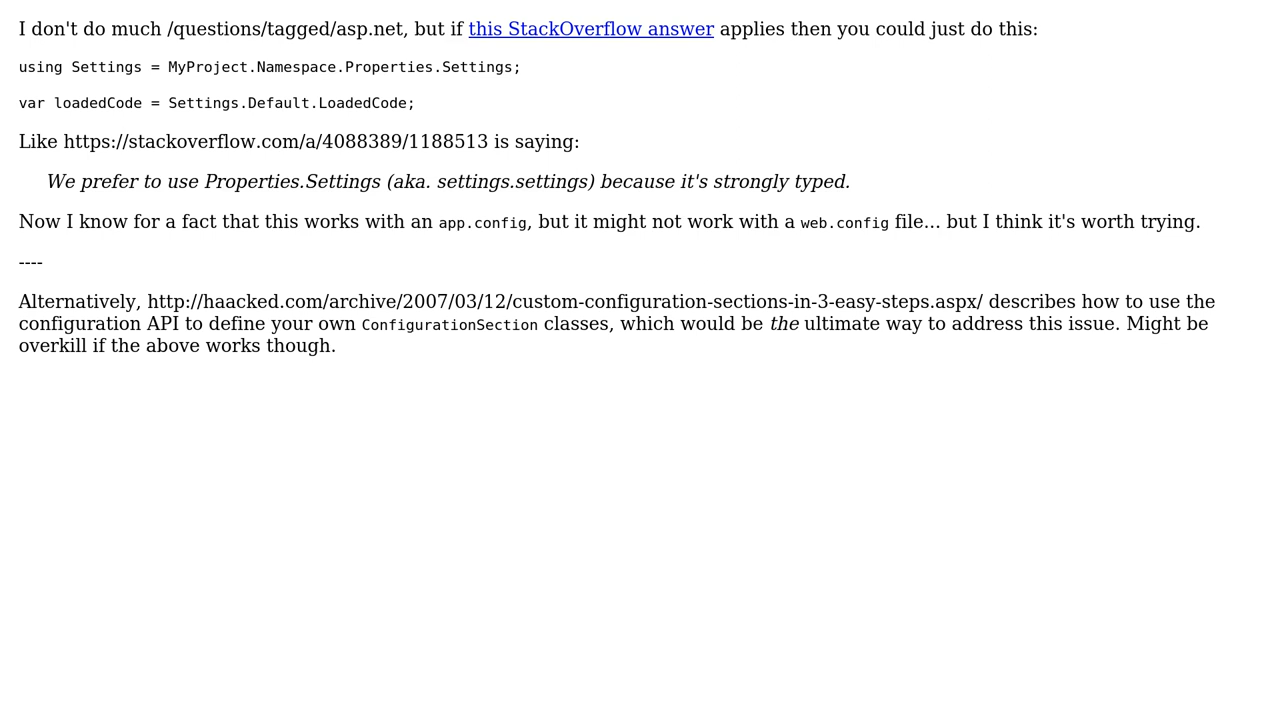 I don't do much /questions/tagged/asp.net, but if this StackOverflow answer applies then you could just do this:
using Settings = MyProject.Namespace.Properties.Settings;
var loadedCode = Settings.Default.LoadedCode;
Like https://stackoverflow.com/a/4088389/1188513 is saying:
We prefer to use Properties.Settings (aka. settings.settings) because it's strongly typed.
Now I know for a fact that this works with an app.config, but it might not work with a web.config file... but I think it's worth trying.
----
Alternatively, http://haacked.com/archive/2007/03/12/custom-configuration-sections-in-3-easy-steps.aspx/ describes how to use the
configuration API to define your own ConfigurationSection classes, which would be the ultimate way to address this issue. Might be
overkill if the above works though.